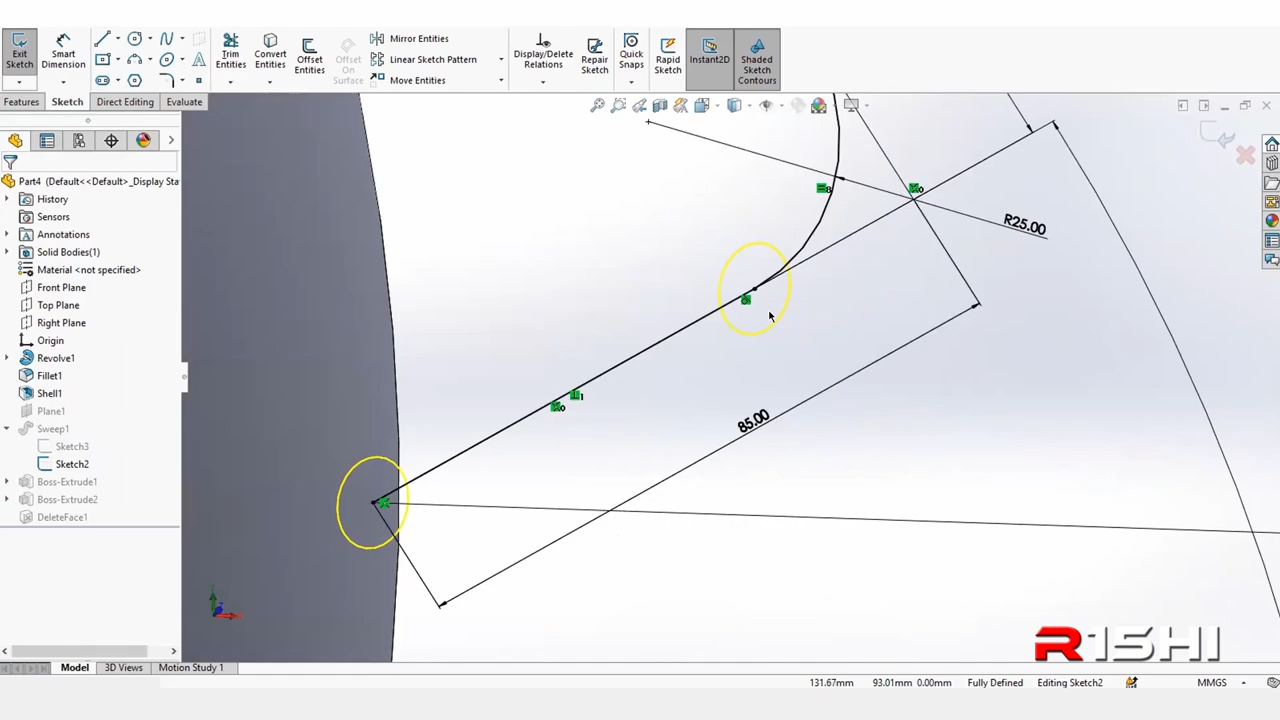 Exit Sketch
Smart Dimension
Trim Entities
Convert Entities
Offset Entities
Offset On Surface
Mirror Entities
Linear Sketch Pattern
Move Entities
Display/Delete Relations
Repair Sketch
Quick Snaps
Rapid Sketch
Instant2D
Shaded Sketch Contours
Features
Sketch
Direct Editing
Evaluate
Part4 (Default<<Default>_Display Sta
History
Sensors
Annotations
Solid Bodies(1)
Material <not specified>
Front Plane
Top Plane
Right Plane
Origin
Revolve1
Fillet1
Shell1
Plane1
Sweep1
Sketch3
Sketch2
Boss-Extrude1
Boss-Extrude2
DeleteFace1
R25.00
85.00
R1SHI
Model
3D Views
Motion Study 1
131.67mm
93.01mm 0.00mm
Fully Defined
Editing Sketch2
MMGS